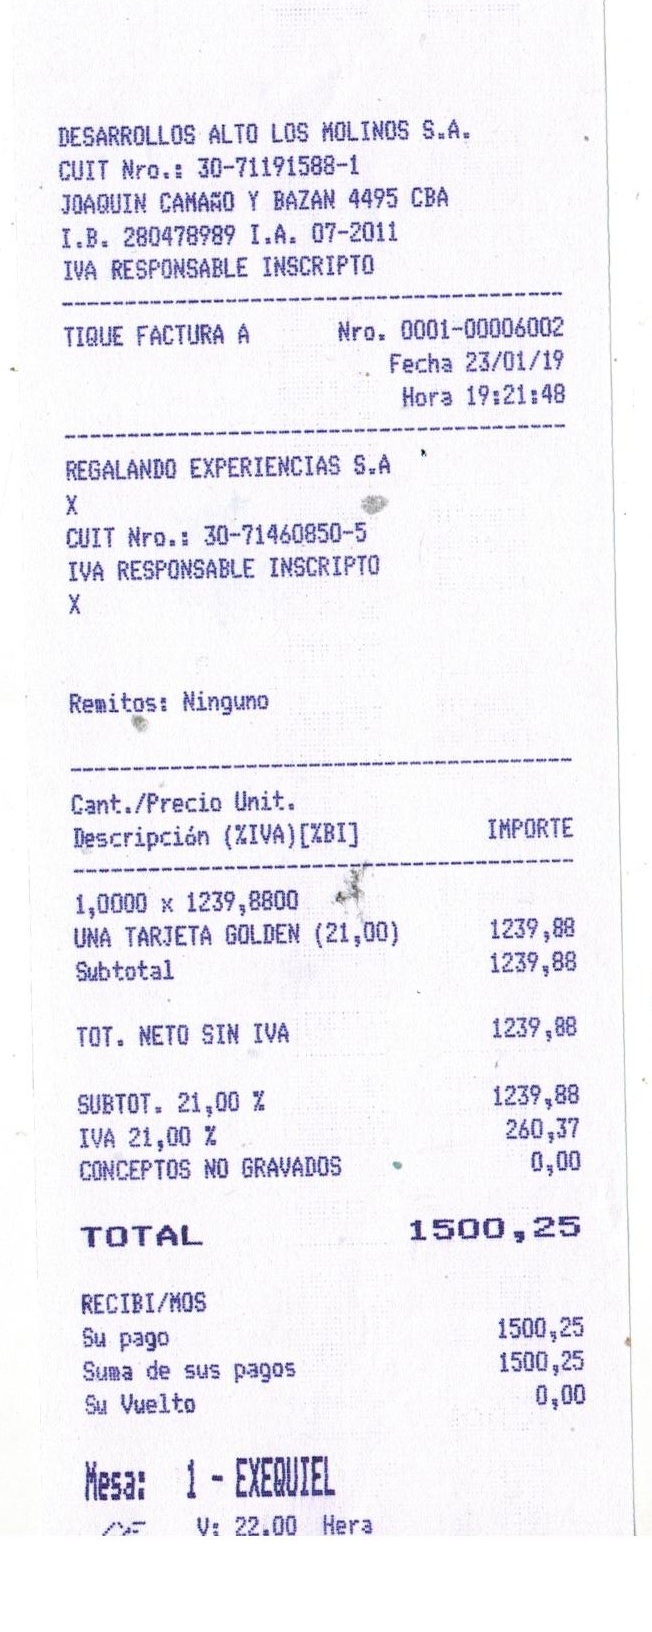 DESARROLLOS ALTO LOS MOLINOS S.A.
CUIT Nro.: 30-71191588-1
JOAQUIN CAMAÑO Y BAZAN 4495 CBA
I.B. 280478989 I.A. 07-2011
IVA RESPONSABLE INSCRIPTO
TIQUE FACTURA A Nro. 0001-00006002
Fecha 23/01/19
Hora 19:21:48
REGALANDO EXPERIENCIAS S.A
X
CUIT Nro.: 30-71460850-5
IVA RESPONSABLE INSCRIPTO
X
Remitos: Ninguno
Cant./Precio Unit.
Descripción (%IVA)[%BI] IMPORTE
1,0000 x 1239,8800
UNA TARJETA GOLDEN (21,00) 1239,88
Subtotal 1239,88
TOT. NETO SIN IVA 1239,88
SUBTOT. 21,00 % 1239,88
IVA 21,00 % 260,37
CONCEPTOS NO GRAVADOS 0,00
TOTAL 1500,25
RECIBI/MOS
Su pago 1500,25
Suma de sus pagos 1500,25
Su Vuelto 0,00
Mesa: 1 - EXEQUIEL
V: 22.00 Hera